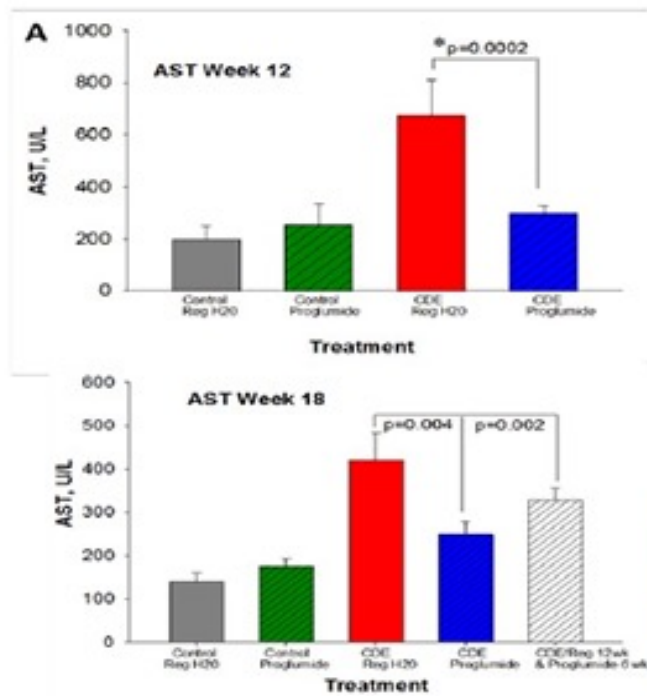 A
AST Week 12
*p=0.0002
AST, U/L
1000
800
600
400
200
0
Control
Reg H20
Control
Proglumide
CDE
Reg H20
CDE
Proglumide
Treatment
AST Week 18
p=0.004
p=0.002
AST, U/L
600
500
400
300
200
100
0
Control
Reg H20
Control
Proglumide
CDE
Reg H20
CDE
Proglumide
CDE/Reg 12wk
& Proglumide 6 wk
Treatment